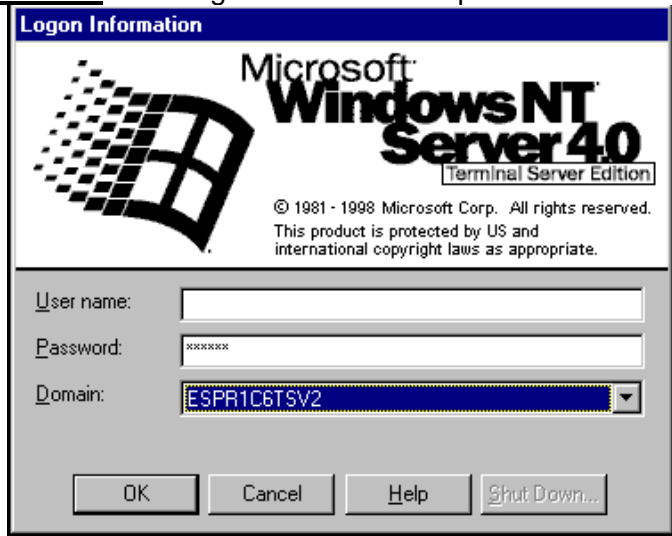 Logon Information
Microsoft
Windows NT
Server 4.0
Terminal Server Edition
© 1981 - 1998 Microsoft Corp. All rights reserved.
This product is protected by US and
international copyright laws as appropriate.
User name:
Password: xxxxxx
Domain: ESPR1C6TSV2
OK Cancel Help Shut Down...